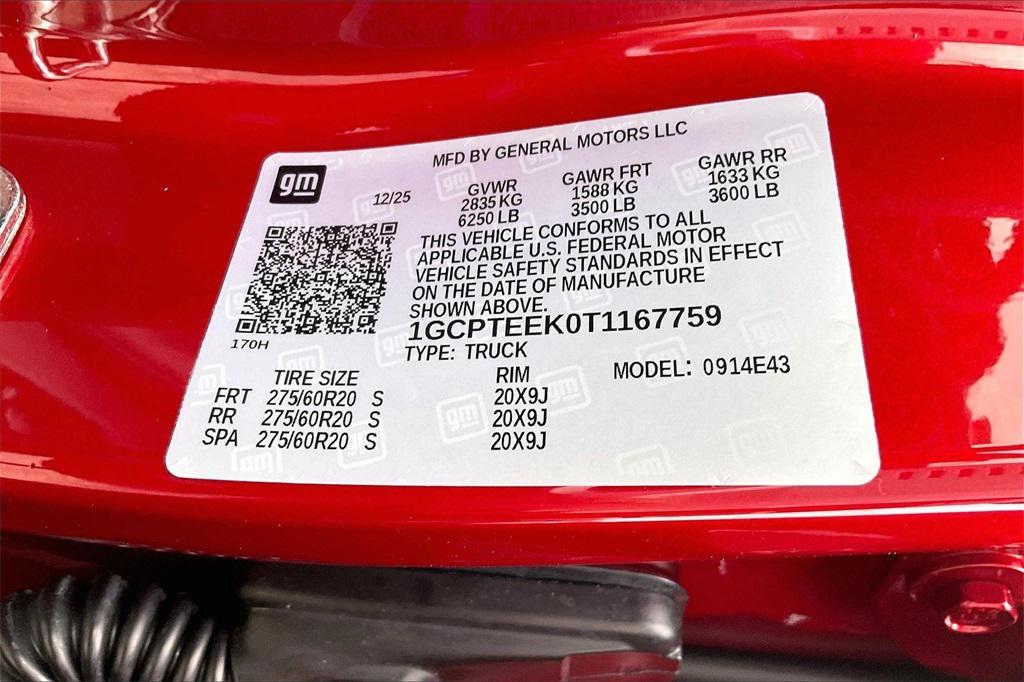 MFD BY GENERAL MOTORS LLC
gm
12/25
GVWR GAWR FRT GAWR RR
2835 KG 1588 KG 1633 KG
6250 LB 3500 LB 3600 LB
THIS VEHICLE CONFORMS TO ALL
APPLICABLE U.S. FEDERAL MOTOR
VEHICLE SAFETY STANDARDS IN EFFECT
ON THE DATE OF MANUFACTURE
SHOWN ABOVE.
1GCPTEEK0T1167759
170H
TYPE: TRUCK
MODEL: 0914E43
TIRE SIZE RIM
FRT 275/60R20 S 20X9J
RR 275/60R20 S 20X9J
SPA 275/60R20 S 20X9J